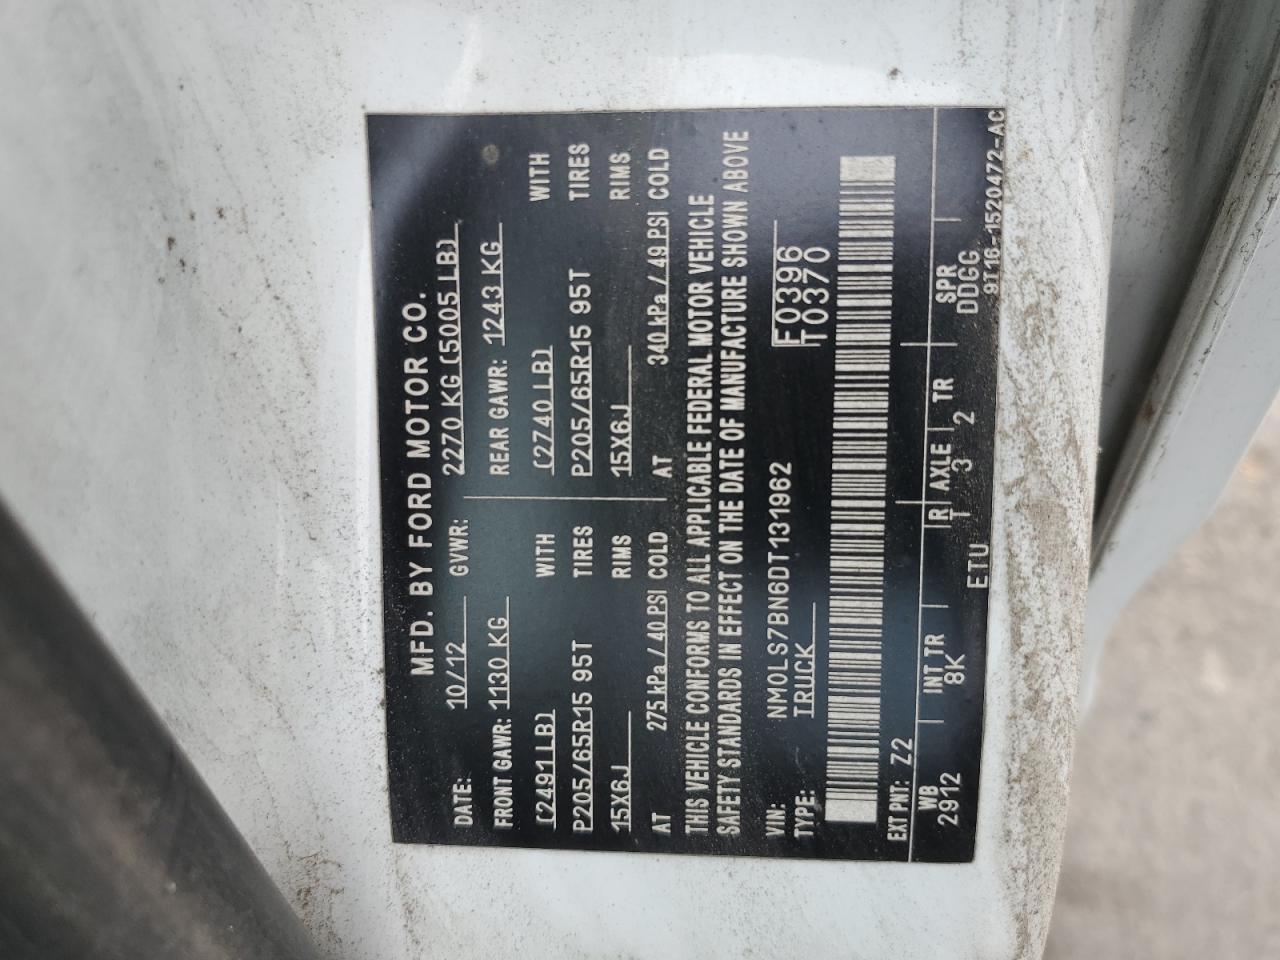 MFD. BY FORD MOTOR CO.
DATE: 10/12 GVWR: 2270 KG (5005 LB)
FRONT GAWR: 1130 KG REAR GAWR: 1243 KG
(2491 LB) WITH (2740 LB) WITH
P205/65R15 95T TIRES P205/65R15 95T TIRES
15X6J RIMS 15X6J RIMS
AT 275 kPa / 40 PSI COLD AT 340 kPa / 49 PSI COLD
THIS VEHICLE CONFORMS TO ALL APPLICABLE FEDERAL MOTOR VEHICLE
SAFETY STANDARDS IN EFFECT ON THE DATE OF MANUFACTURE SHOWN ABOVE
VIN: NM0LS7BN6DT131962 F0396
TYPE: TRUCK T0370
EXT PNT: Z2
WB INT TR R AXLE TR SPR
2912 8K T 3 2 DDGG
ETU 9T16-1520472-AC